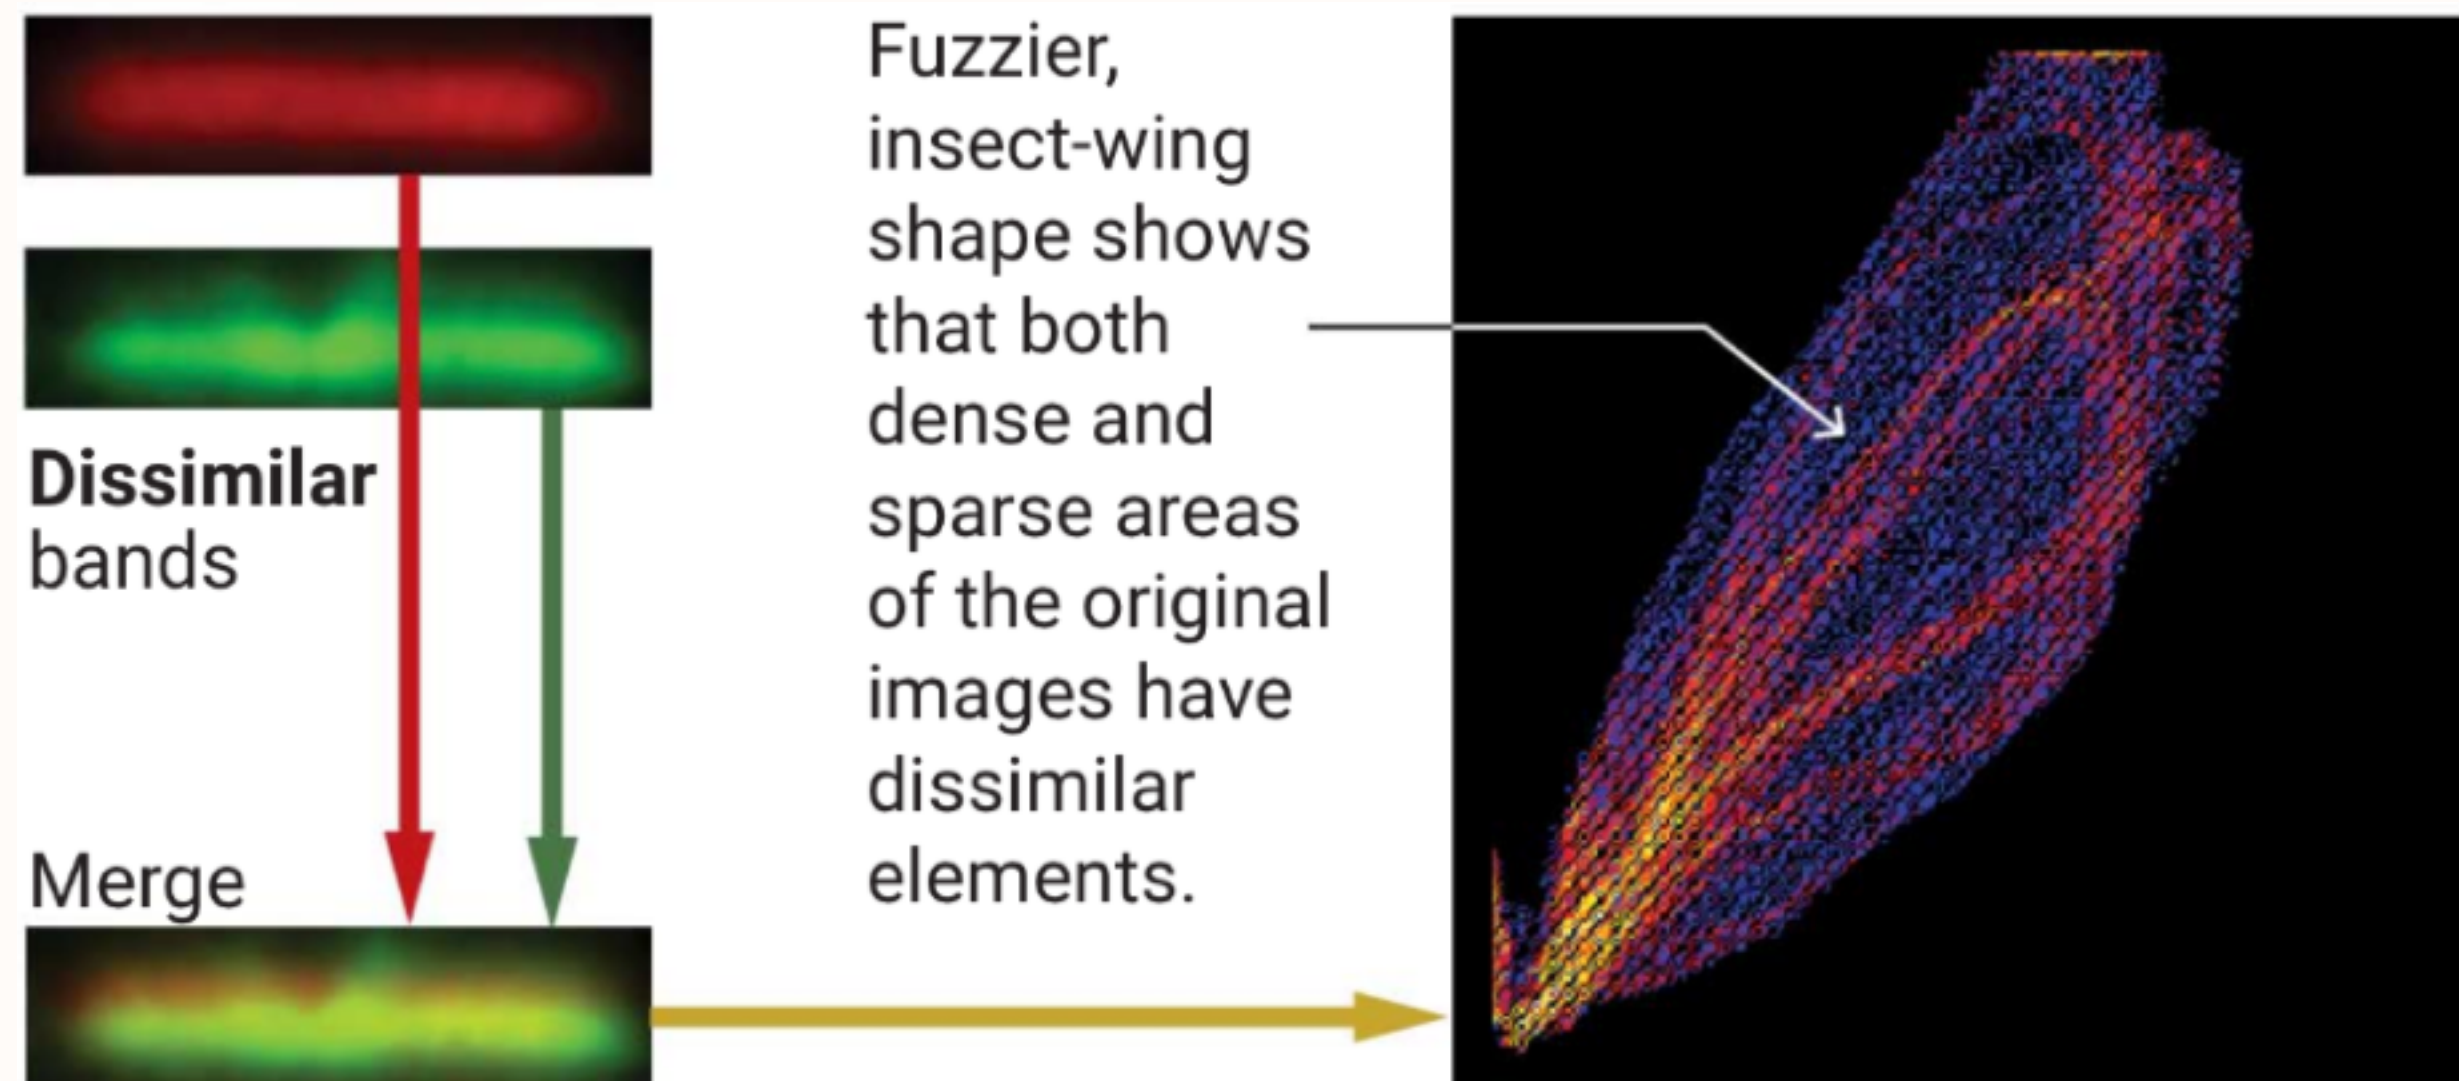 Dissimilar
bands
Merge
Fuzzier,
insect-wing
shape shows
that both
dense and
sparse areas
of the original
images have
dissimilar
elements.